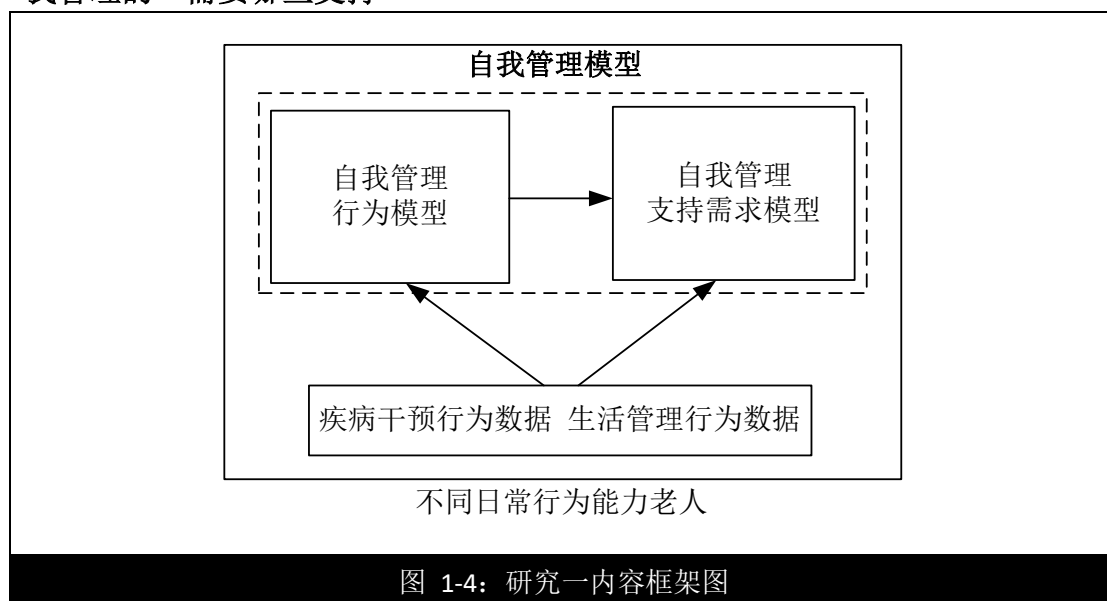 自我管理模型
自我管理
行为模型
自我管理
支持需求模型
疾病干预行为数据 生活管理行为数据
不同日常行为能力老人
图 1-4：研究一内容框架图